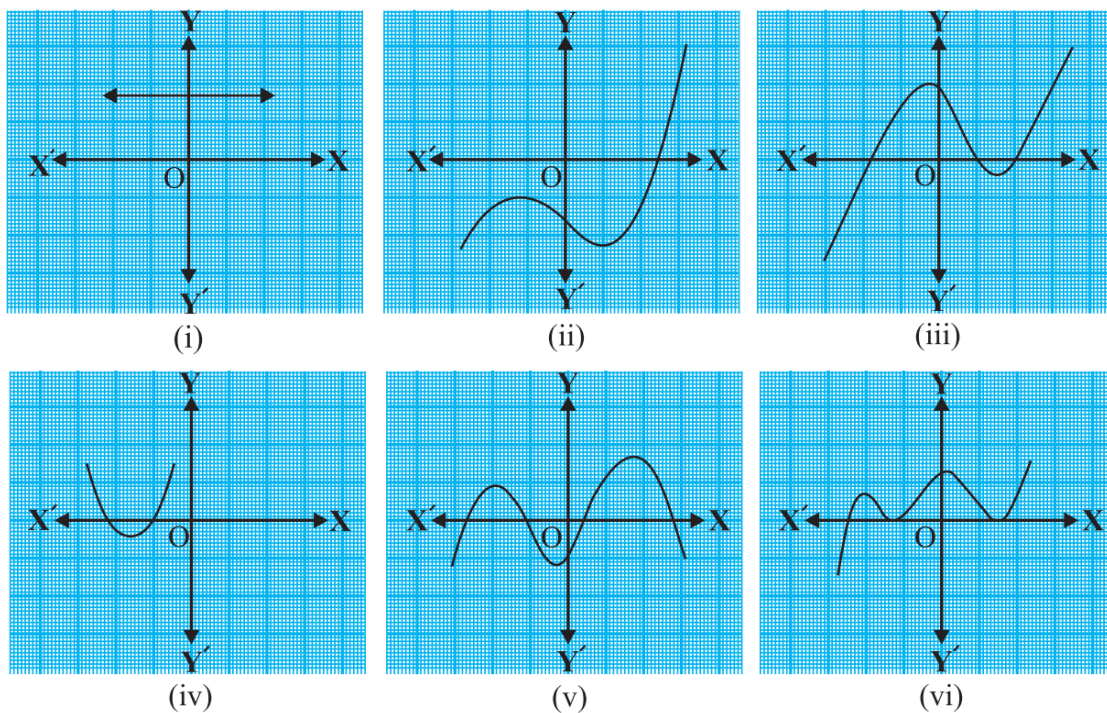 Y Y Y
X′ X X′ X X′ X
O O O
Y′ Y′ Y′
(i) (ii) (iii)
Y Y Y
X′ X X′ X X′ X
O O O
Y′ Y′ Y′
(iv) (v) (vi)